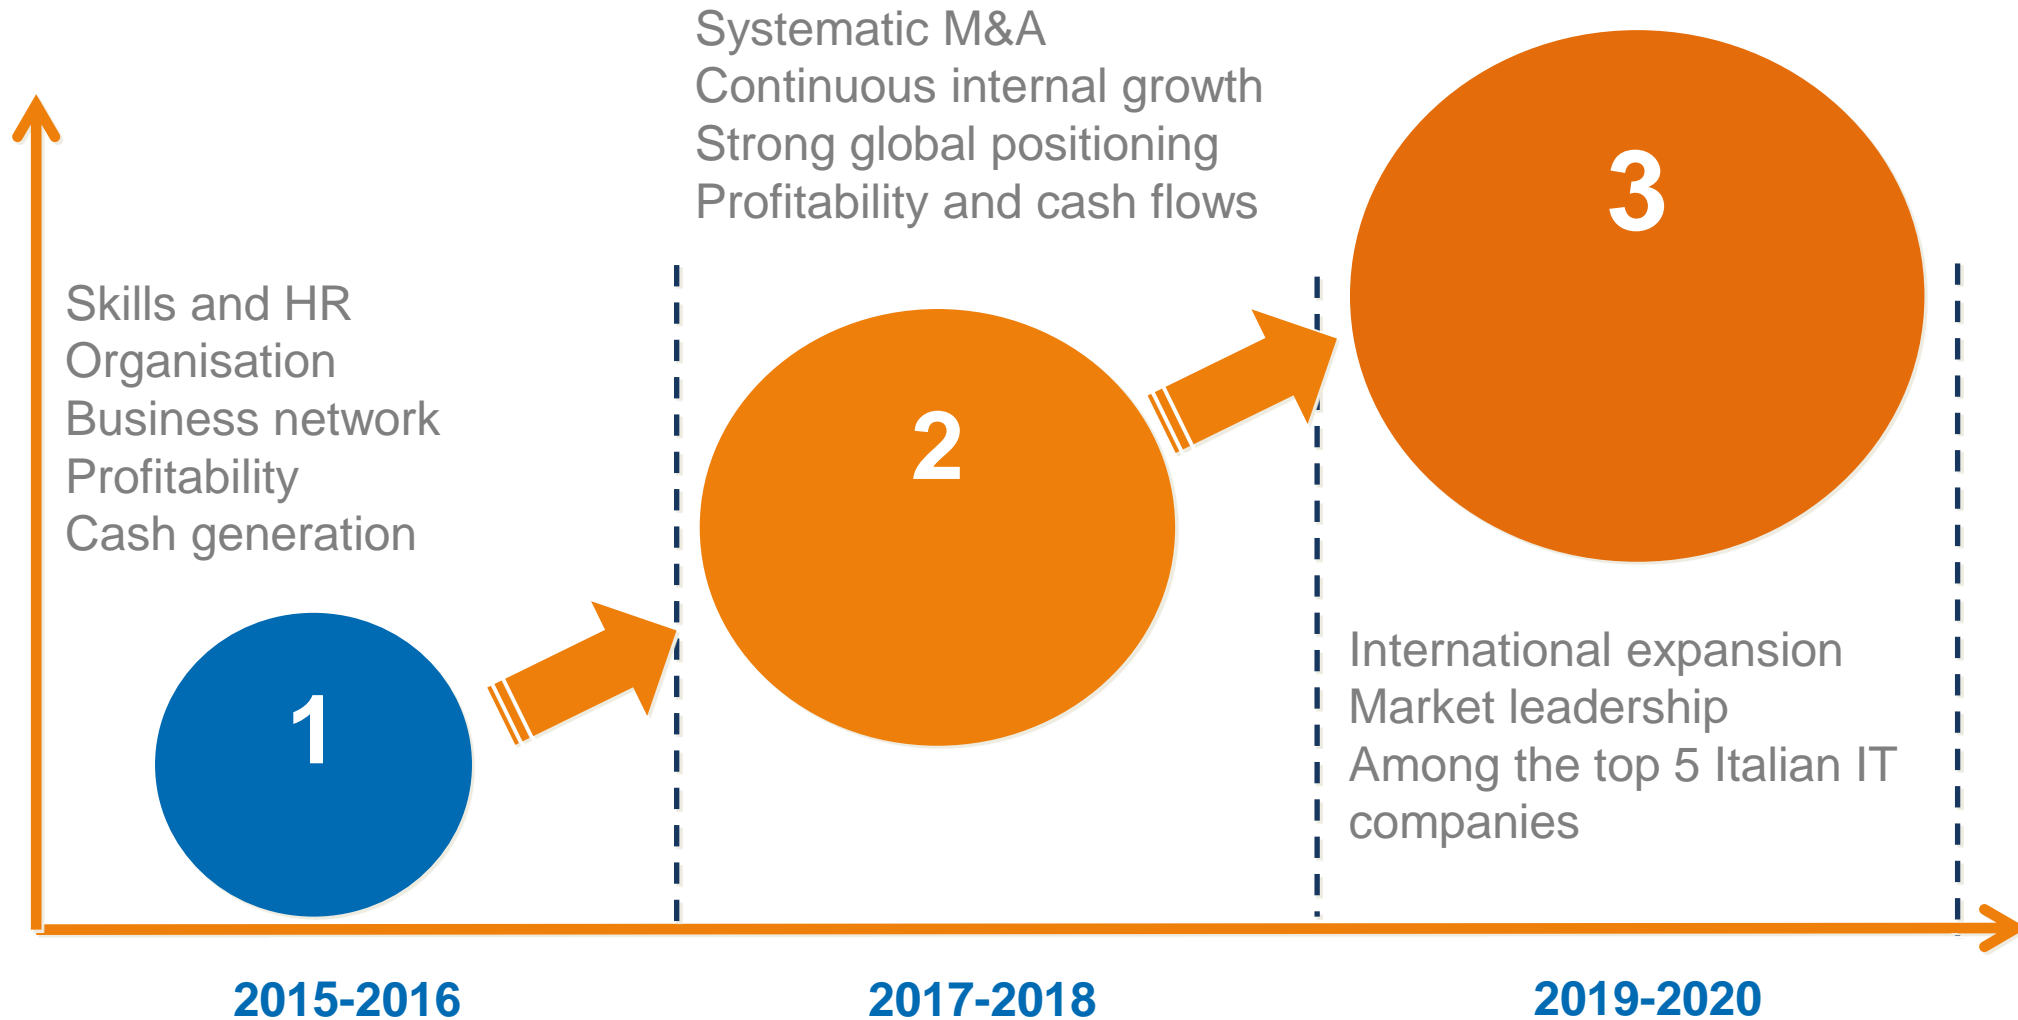 Systematic M&A
Continuous internal growth
Strong global positioning
Profitability and cash flows
3
Skills and HR
Organisation
Business network
Profitability
Cash generation
2
1
International expansion
Market leadership
Among the top 5 Italian IT
companies
2015-2016
2017-2018
2019-2020